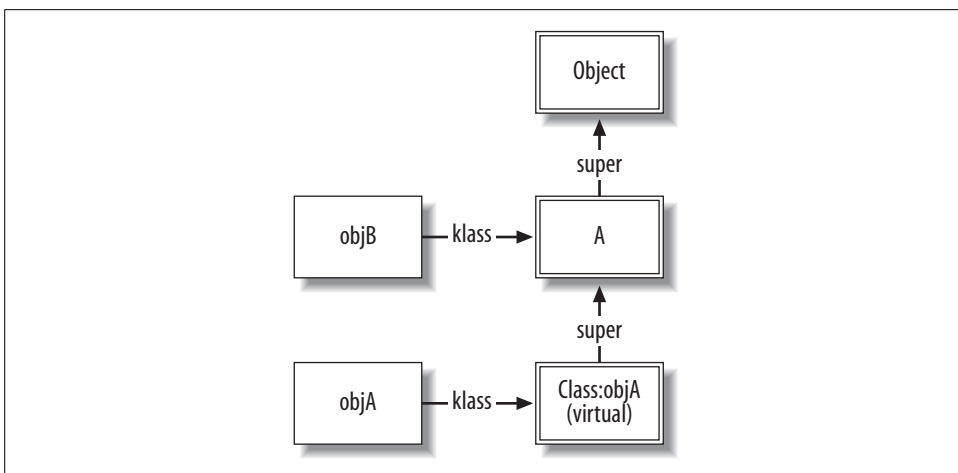 Object
super
objB
klass
A
super
objA
klass
Class:objA
(virtual)